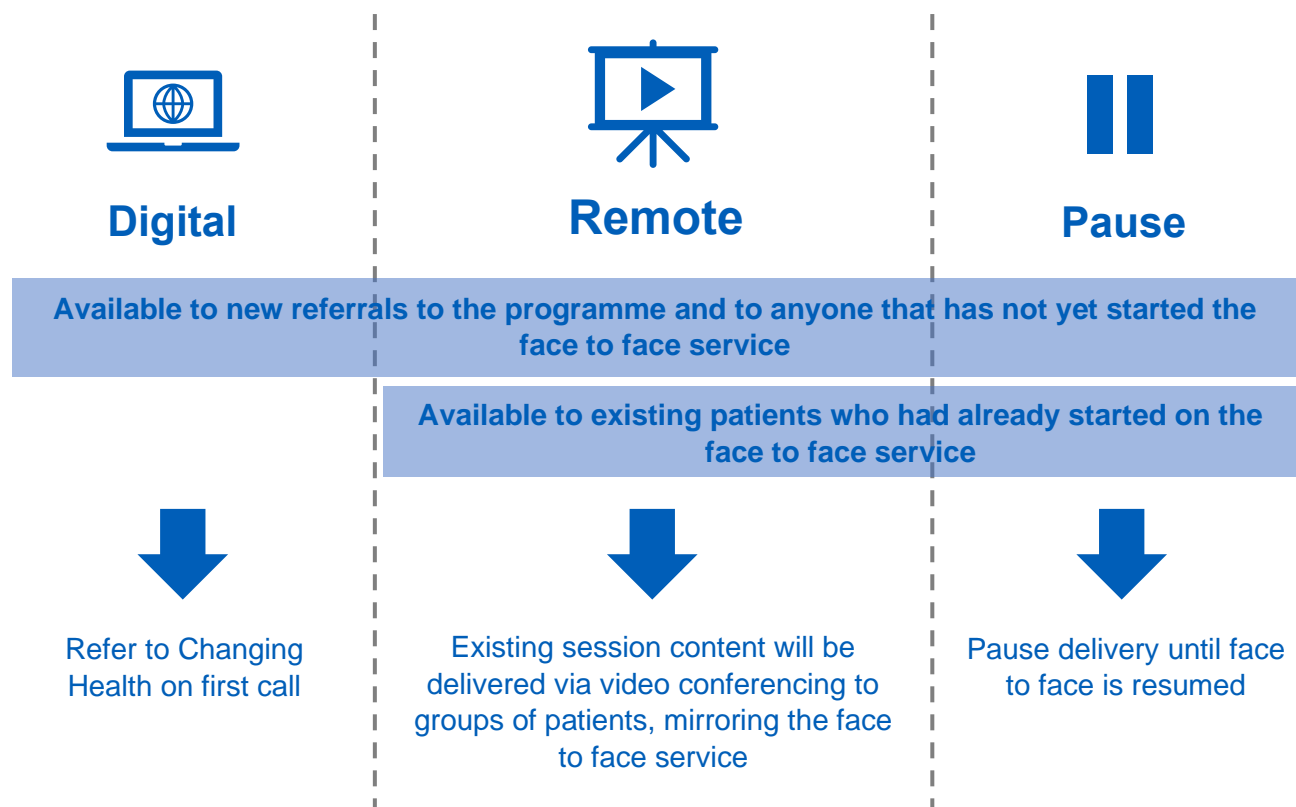 Digital
Remote
Pause
Available to new referrals to the programme and to anyone that has not yet started the
face to face service
Available to existing patients who had already started on the
face to face service
Refer to Changing
Health on first call
Existing session content will be
delivered via video conferencing to
groups of patients, mirroring the face
to face service
Pause delivery until face
to face is resumed